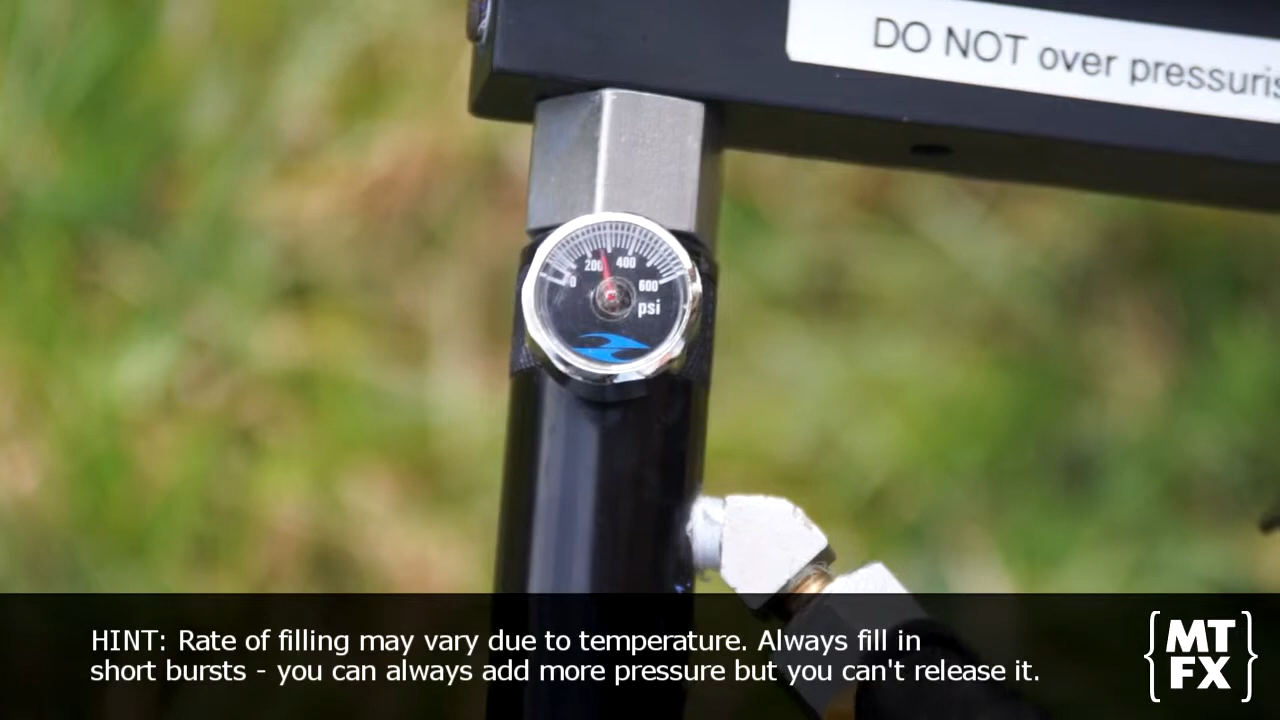 DO NOT over pressuris
200 400
0 600
psi
HINT: Rate of filling may vary due to temperature. Always fill in
short bursts - you can always add more pressure but you can't release it.
{MT
FX}